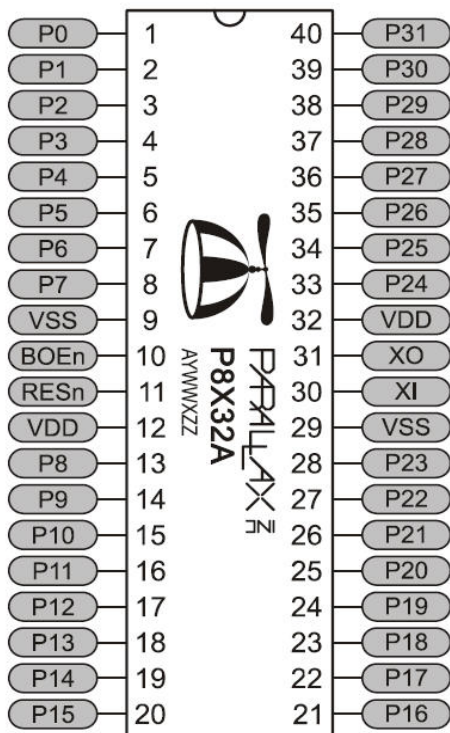 P0 1 40 P31
P1 2 39 P30
P2 3 38 P29
P3 4 37 P28
P4 5 36 P27
P5 6 35 P26
P6 7 34 P25
P7 8 33 P24
VSS 9 32 VDD
BOEn 10 31 XO
RESn 11 30 XI
VDD 12 29 VSS
P8 13 28 P23
P9 14 27 P22
P10 15 26 P21
P11 16 25 P20
P12 17 24 P19
P13 18 23 P18
P14 19 22 P17
P15 20 21 P16
PARALLAX INC
P8X32A
AYWWXZZ